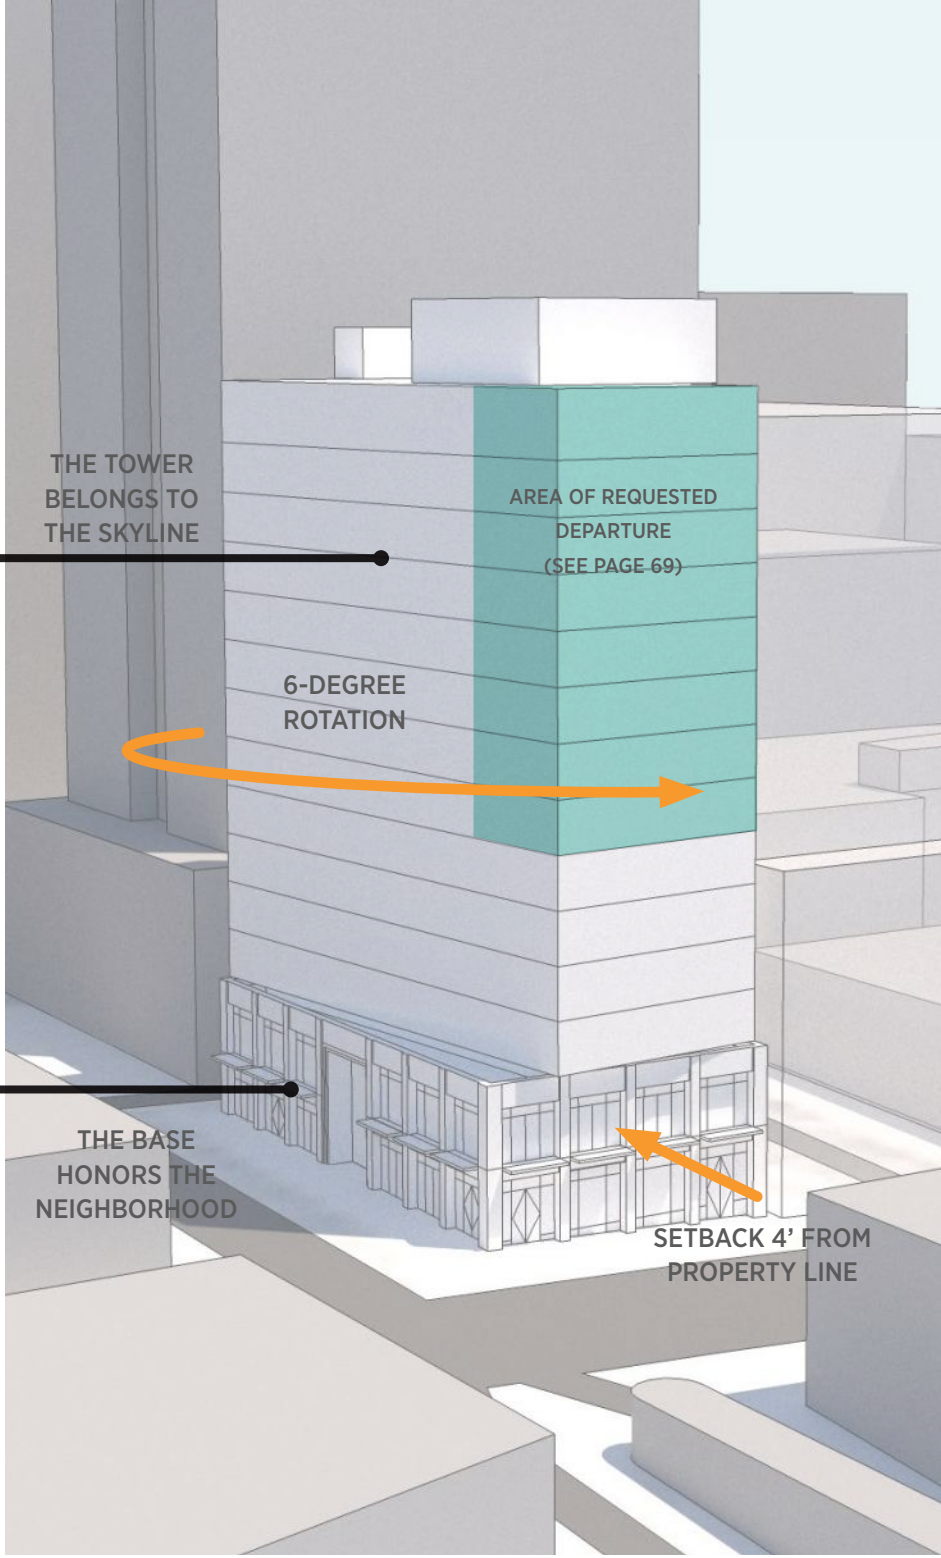 THE TOWER
BELONGS TO
THE SKYLINE
AREA OF REQUESTED
DEPARTURE
(SEE PAGE 69)
6-DEGREE
ROTATION
THE BASE
HONORS THE
NEIGHBORHOOD
SETBACK 4’ FROM
PROPERTY LINE